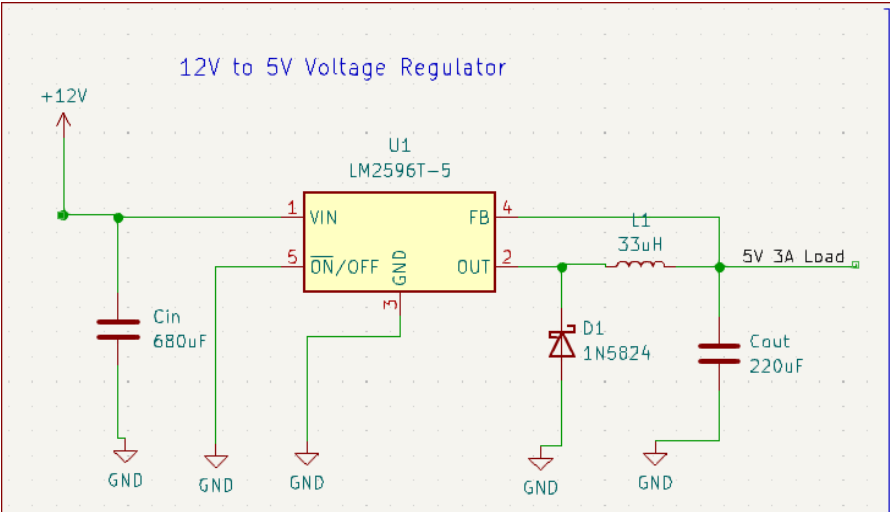 12V to 5V Voltage Regulator
+12V
U1
LM2596T-5
1 VIN
FB 4
5 ON/OFF
GND
3
OUT 2
L1
33uH
5V 3A Load
Cin
680uF
D1
1N5824
Cout
220uF
GND
GND
GND
GND
GND